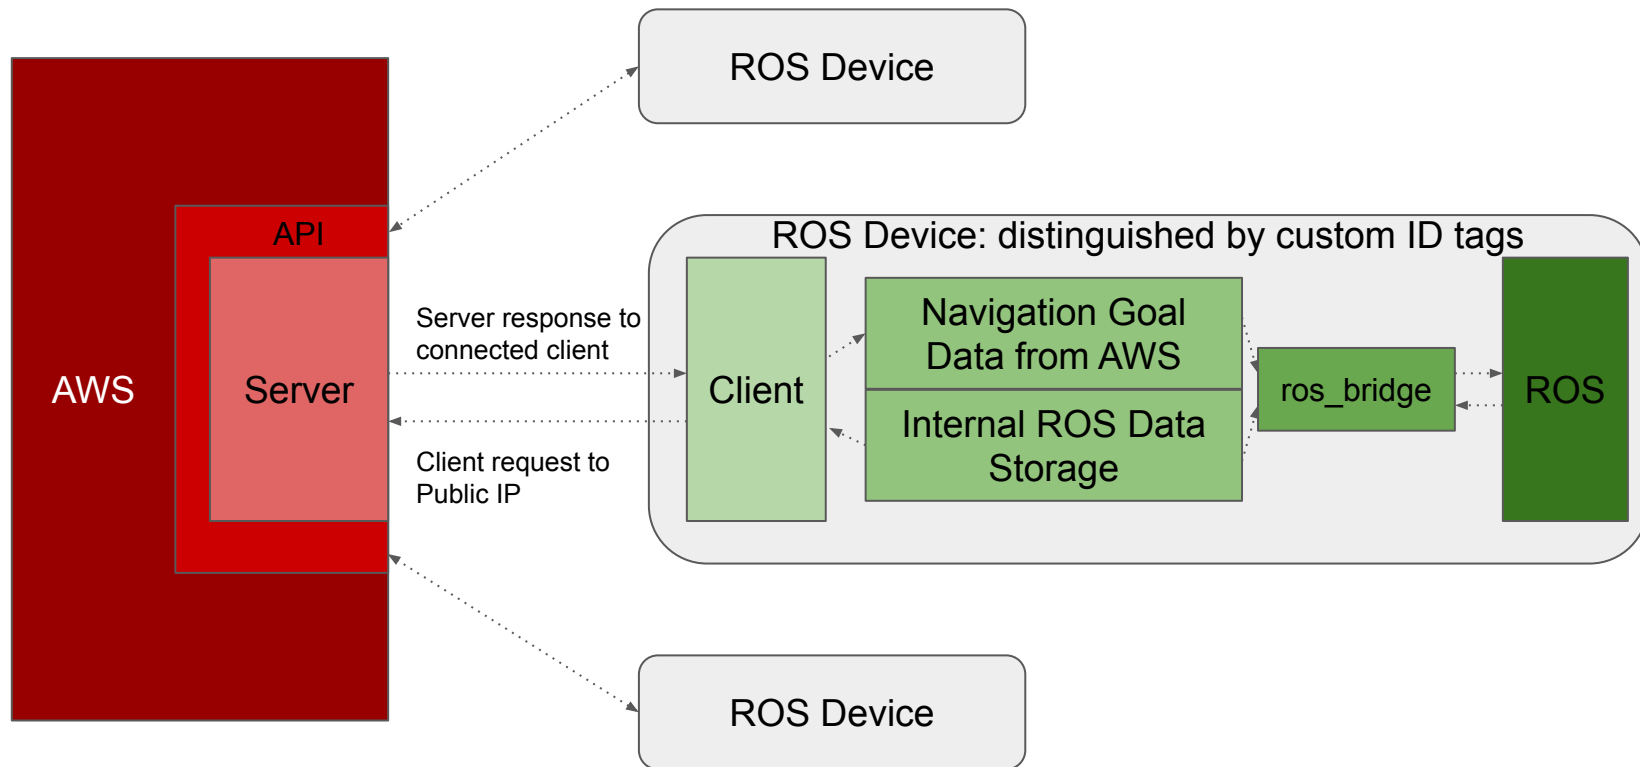 ROS Device
AWS
API
Server
Server response to
connected client
Client request to
Public IP
ROS Device: distinguished by custom ID tags
Client
Navigation Goal
Data from AWS
Internal ROS Data
Storage
ros_bridge
ROS
ROS Device